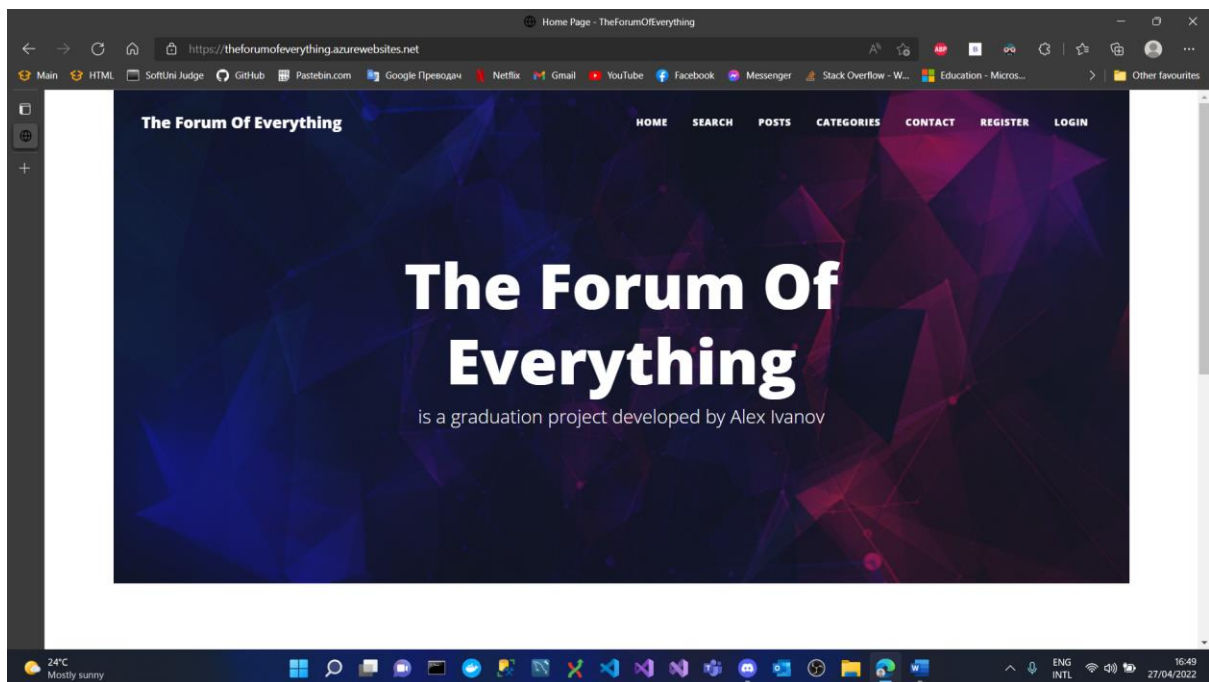 Home Page - TheForumOfEverything
https://theforumofeverything.azurewebsites.net
Main HTML SoftUni Judge GitHub Pastebin.com Google Преводач Netflix Gmail YouTube Facebook Messenger Stack Overflow - W... Education - Micros... Other favourites
The Forum Of Everything HOME SEARCH POSTS CATEGORIES CONTACT REGISTER LOGIN
The Forum Of
Everything
is a graduation project developed by Alex Ivanov
24°C ENG 16:49
Mostly sunny INTL 27/04/2022